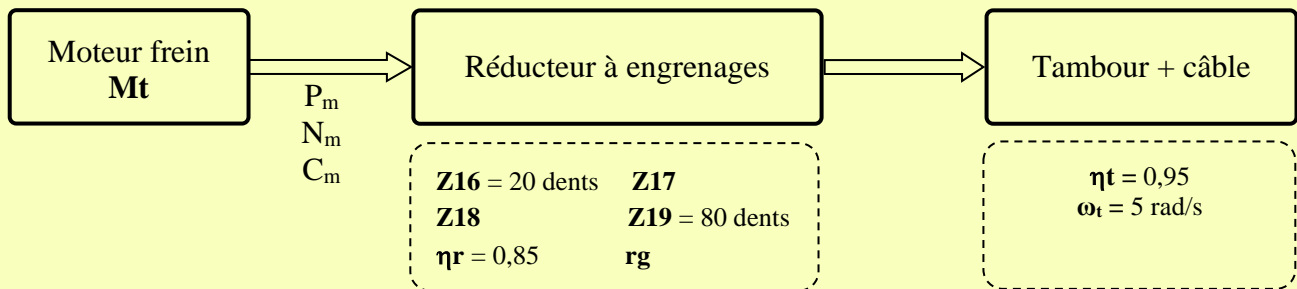 Moteur frein
Mt
Pm
Nm
Cm
Réducteur à engrenages
Z16 = 20 dents Z17
Z18 Z19 = 80 dents
ηr = 0,85 rg
Tambour + câble
ηt = 0,95
ωt = 5 rad/s